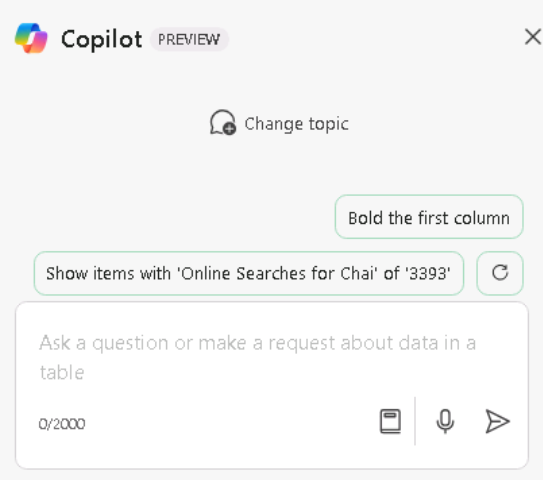 Copilot PREVIEW
Change topic
Bold the first column
Show items with 'Online Searches for Chai' of '3393'
Ask a question or make a request about data in a
table
0/2000